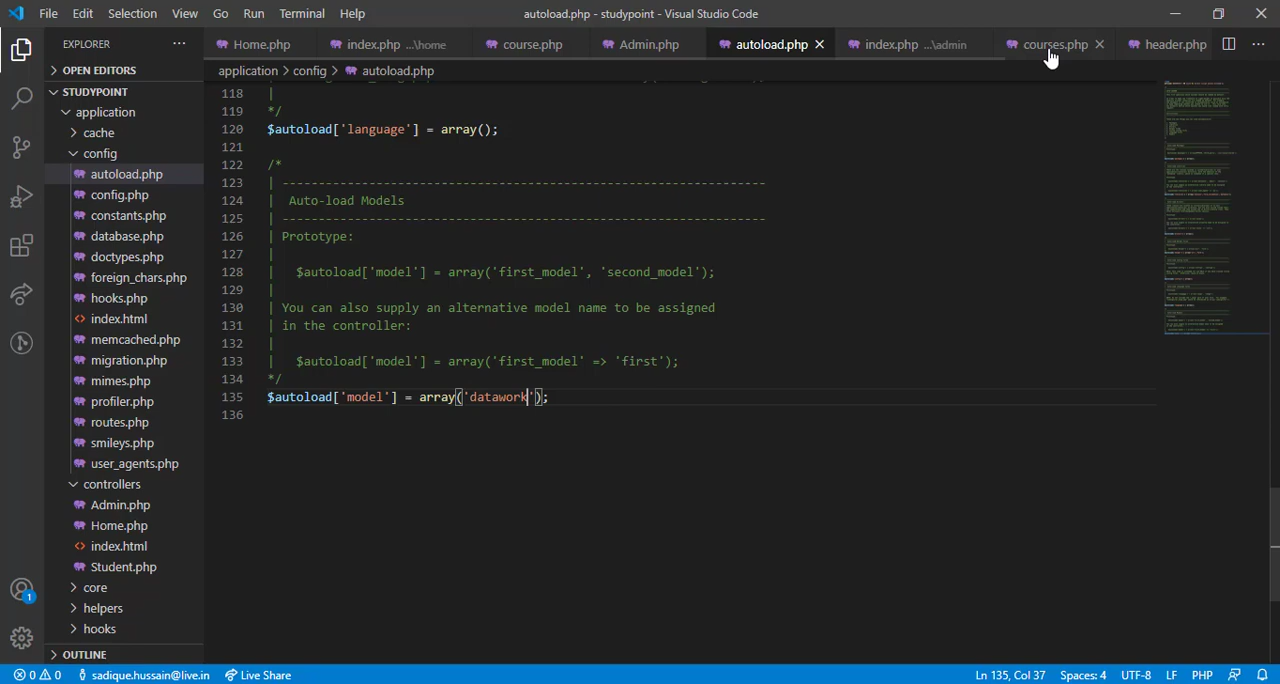 File Edit Selection View Go Run Terminal Help
autoload.php - studypoint - Visual Studio Code
EXPLORER
Home.php index.php ...\home course.php Admin.php autoload.php index.php ...\admin courses.php header.php
OPEN EDITORS
application > config > autoload.php
STUDYPOINT
application
cache
config
autoload.php
config.php
constants.php
database.php
doctypes.php
foreign_chars.php
hooks.php
index.html
memcached.php
migration.php
mimes.php
profiler.php
routes.php
smileys.php
user_agents.php
controllers
Admin.php
Home.php
index.html
Student.php
core
helpers
hooks
OUTLINE
118 |
119 */
120 $autoload['language'] = array();
121
122 /*
123 | -------------------------------------------------------------------
124 | Auto-load Models
125 | -------------------------------------------------------------------
126 | Prototype:
127 |
128 | $autoload['model'] = array('first_model', 'second_model');
129 |
130 | You can also supply an alternative model name to be assigned
131 | in the controller:
132 |
133 | $autoload['model'] = array('first_model' => 'first');
134 */
135 $autoload['model'] = array('datawork');
136
1
0 0 sadique.hussain@live.in Live Share Ln 135, Col 37 Spaces: 4 UTF-8 LF PHP